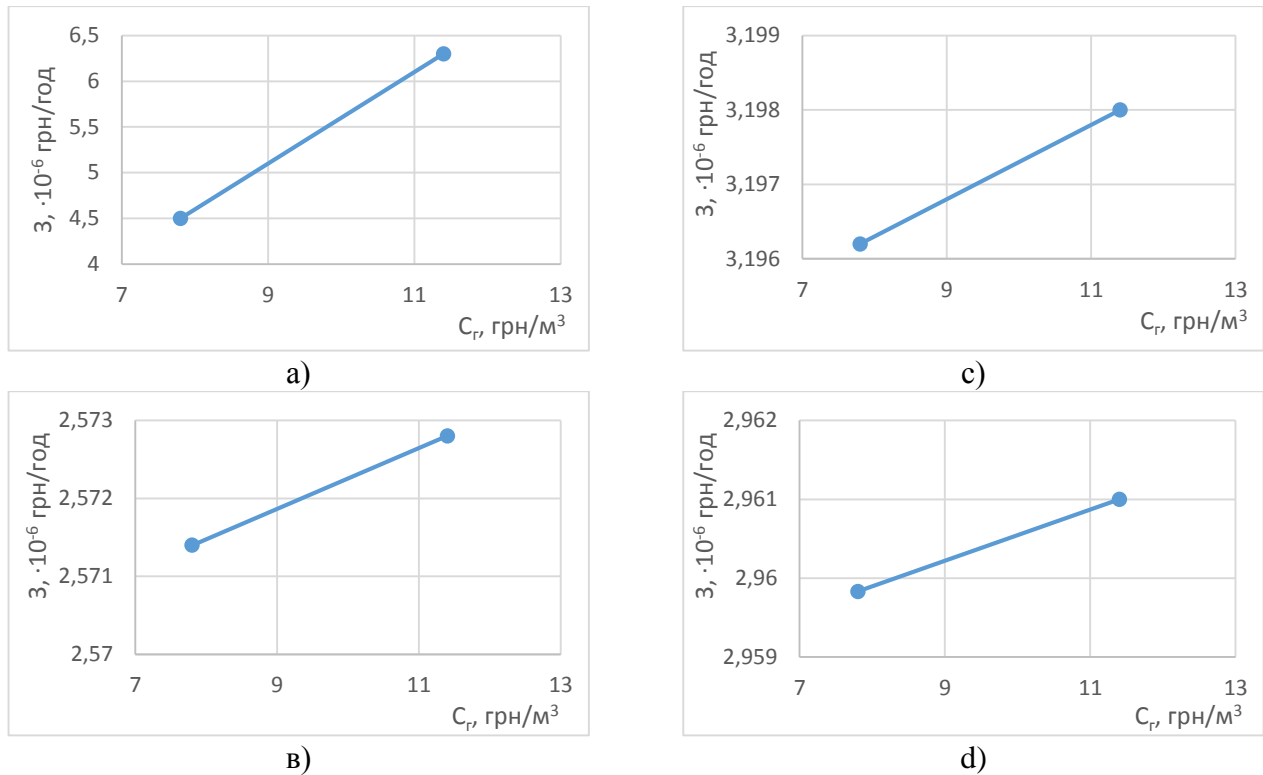 6,5
6
5,5
5
4,5
4
З, ·10⁻⁶ грн/год
7 9 11 13
Cг, грн/м³
а)
3,199
3,198
3,197
3,196
З, ·10⁻⁶ грн/год
7 9 11 13
Cг, грн/м³
с)
2,573
2,572
2,571
2,57
З, ·10⁻⁶ грн/год
7 9 11 13
Cг, грн/м³
в)
2,962
2,961
2,96
2,959
З, ·10⁻⁶ грн/год
7 9 11 13
Cг, грн/м³
d)